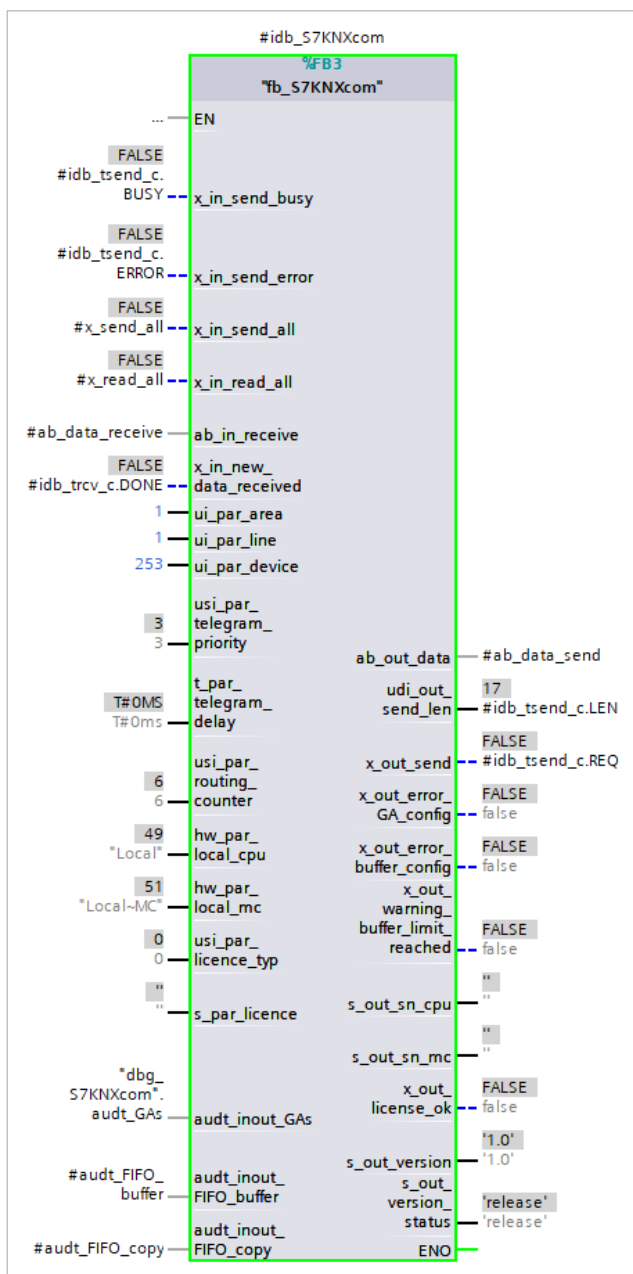 #idb_S7KNXcom
%FB3
"fb_S7KNXcom"
... EN
FALSE
#idb_tsend_c.
BUSY x_in_send_busy
FALSE
#idb_tsend_c.
ERROR x_in_send_error
FALSE
#x_send_all x_in_send_all
FALSE
#x_read_all x_in_read_all
#ab_data_receive ab_in_receive
FALSE x_in_new_
#idb_trcv_c.DONE data_received
1 ui_par_area
1 ui_par_line
253 ui_par_device
usi_par_
3 telegram_
3 priority
ab_out_data #ab_data_send
t_par_
T#0MS telegram_
T#0ms delay
udi_out_ 17
send_len #idb_tsend_c.LEN
FALSE
x_out_send #idb_tsend_c.REQ
usi_par_
6 routing_
6 counter
x_out_error_ FALSE
GA_config false
49 hw_par_
"Local" local_cpu
x_out_error_ FALSE
buffer_config false
51 hw_par_
"Local~MC" local_mc
x_out_
warning_
buffer_limit_ FALSE
reached false
0 usi_par_
0 licence_typ
''
'' s_par_licence
''
s_out_sn_cpu ''
''
s_out_sn_mc ''
"dbg_
S7KNXcom".
audt_GAs audt_inout_GAs
x_out_ FALSE
license_ok false
'1.0'
s_out_version '1.0'
#audt_FIFO_ audt_inout_
buffer FIFO_buffer
s_out_
version_ 'release'
status 'release'
audt_inout_
#audt_FIFO_copy FIFO_copy
ENO